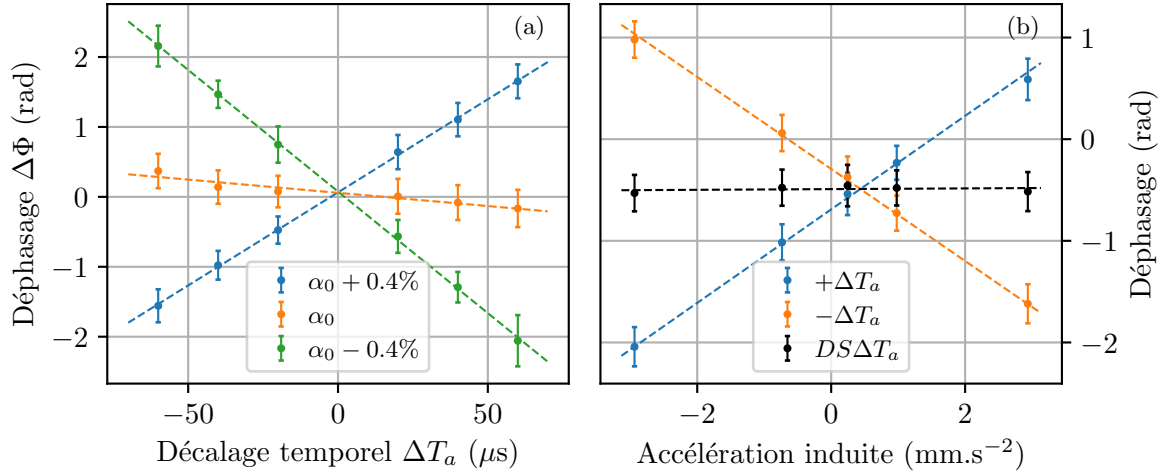 (a)
Déphasage ΔΦ (rad)
2
1
0
−1
−2
α₀ + 0.4%
α₀
α₀ − 0.4%
−50
0
50
Décalage temporel ΔTₐ (μs)
(b)
1
0
−1
−2
Déphasage (rad)
+ΔTₐ
−ΔTₐ
DSΔTₐ
−2
0
2
Accélération induite (mm.s⁻²)